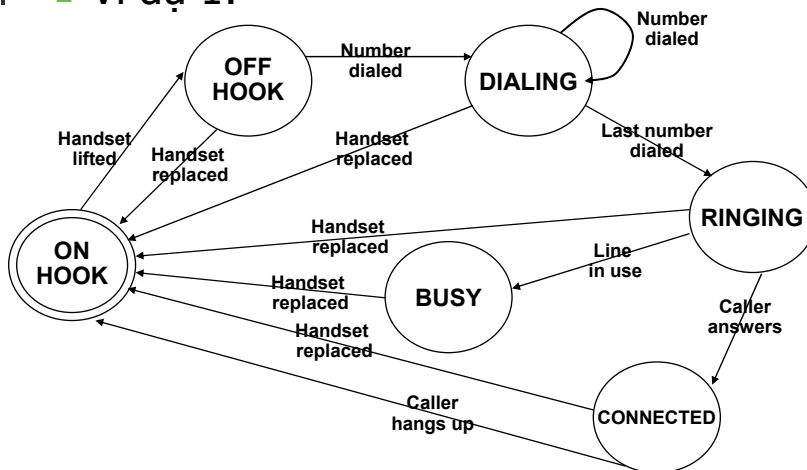 Ví dụ 1:
Number
dialed
OFF
HOOK
Number
dialed
DIALING
Handset
lifted
Handset
replaced
Handset
replaced
Last number
dialed
RINGING
Handset
replaced
ON
HOOK
Line
in use
Handset
replaced
BUSY
Caller
answers
Handset
replaced
Caller
hangs up
CONNECTED